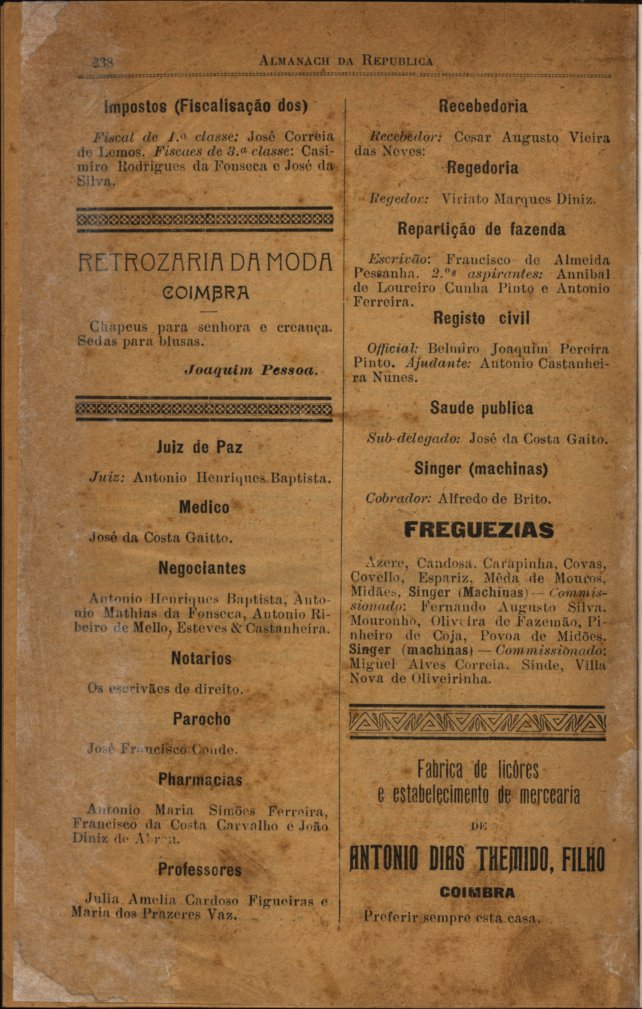 238
ALMANACH DA REPUBLICA
Impostos (Fiscalisação dos)
Fiscal de 1.ª classe: José Correia
de Lemos. Fiscaes de 3.ª classe: Casi-
miro Rodrigues da Fonseca e José da
Silva.
RETROZARIA DA MODA
COIMBRA
Chapeus para senhora e creança.
Sedas para blusas.
Joaquim Pessoa.
Juiz de Paz
Juiz: Antonio Henriques Baptista.
Medico
José da Costa Gaitto.
Negociantes
Antonio Henriques Baptista, Anto-
nio Mathias da Fonseca, Antonio Ri-
beiro de Mello, Esteves & Castanheira.
Notarios
Os escrivães de direito.
Parocho
José Francisco Conde.
Pharmacias
Antonio Maria Simões Ferreira,
Francisco da Costa Carvalho e João
Diniz de
Professores
Julia Amelia Cardoso Figueiras e
Maria dos Prazeres Vaz.
Recebedoria
Recebedor: Cesar Augusto Vieira
das Neves:
Regedoria
Regedor: Viriato Marques Diniz.
Repartição de fazenda
Escrivão: Francisco de Almeida
Pessanha. 2.ºs aspirantes: Annibal
de Loureiro Cunha Pinto e Antonio
Ferreira.
Registo civil
Official: Belmiro Joaquim Pereira
Pinto. Ajudante: Antonio Castanhei-
ra Nunes.
Saude publica
Sub-delegado: José da Costa Gaito.
Singer (machinas)
Cobrador: Alfredo de Brito.
FREGUEZIAS
Azere, Candosa. Carapinha, Covas,
Covello, Espariz, Mêda de Mouros,
Midães, Singer (Machinas) — Commis-
sionado: Fernando Augusto Silva.
Mouronho, Oliveira de Fazemão, Pi-
nheiro de Coja, Povoa de Midões.
Singer (machinas) — Commissionado:
Miguel Alves Correia. Sinde, Villa
Nova de Oliveirinha.
Fabrica de licôres
e estabelecimento de mercearia
DE
ANTONIO DIAS THEMIDO, FILHO
COIMBRA
Preferir sempre esta casa.